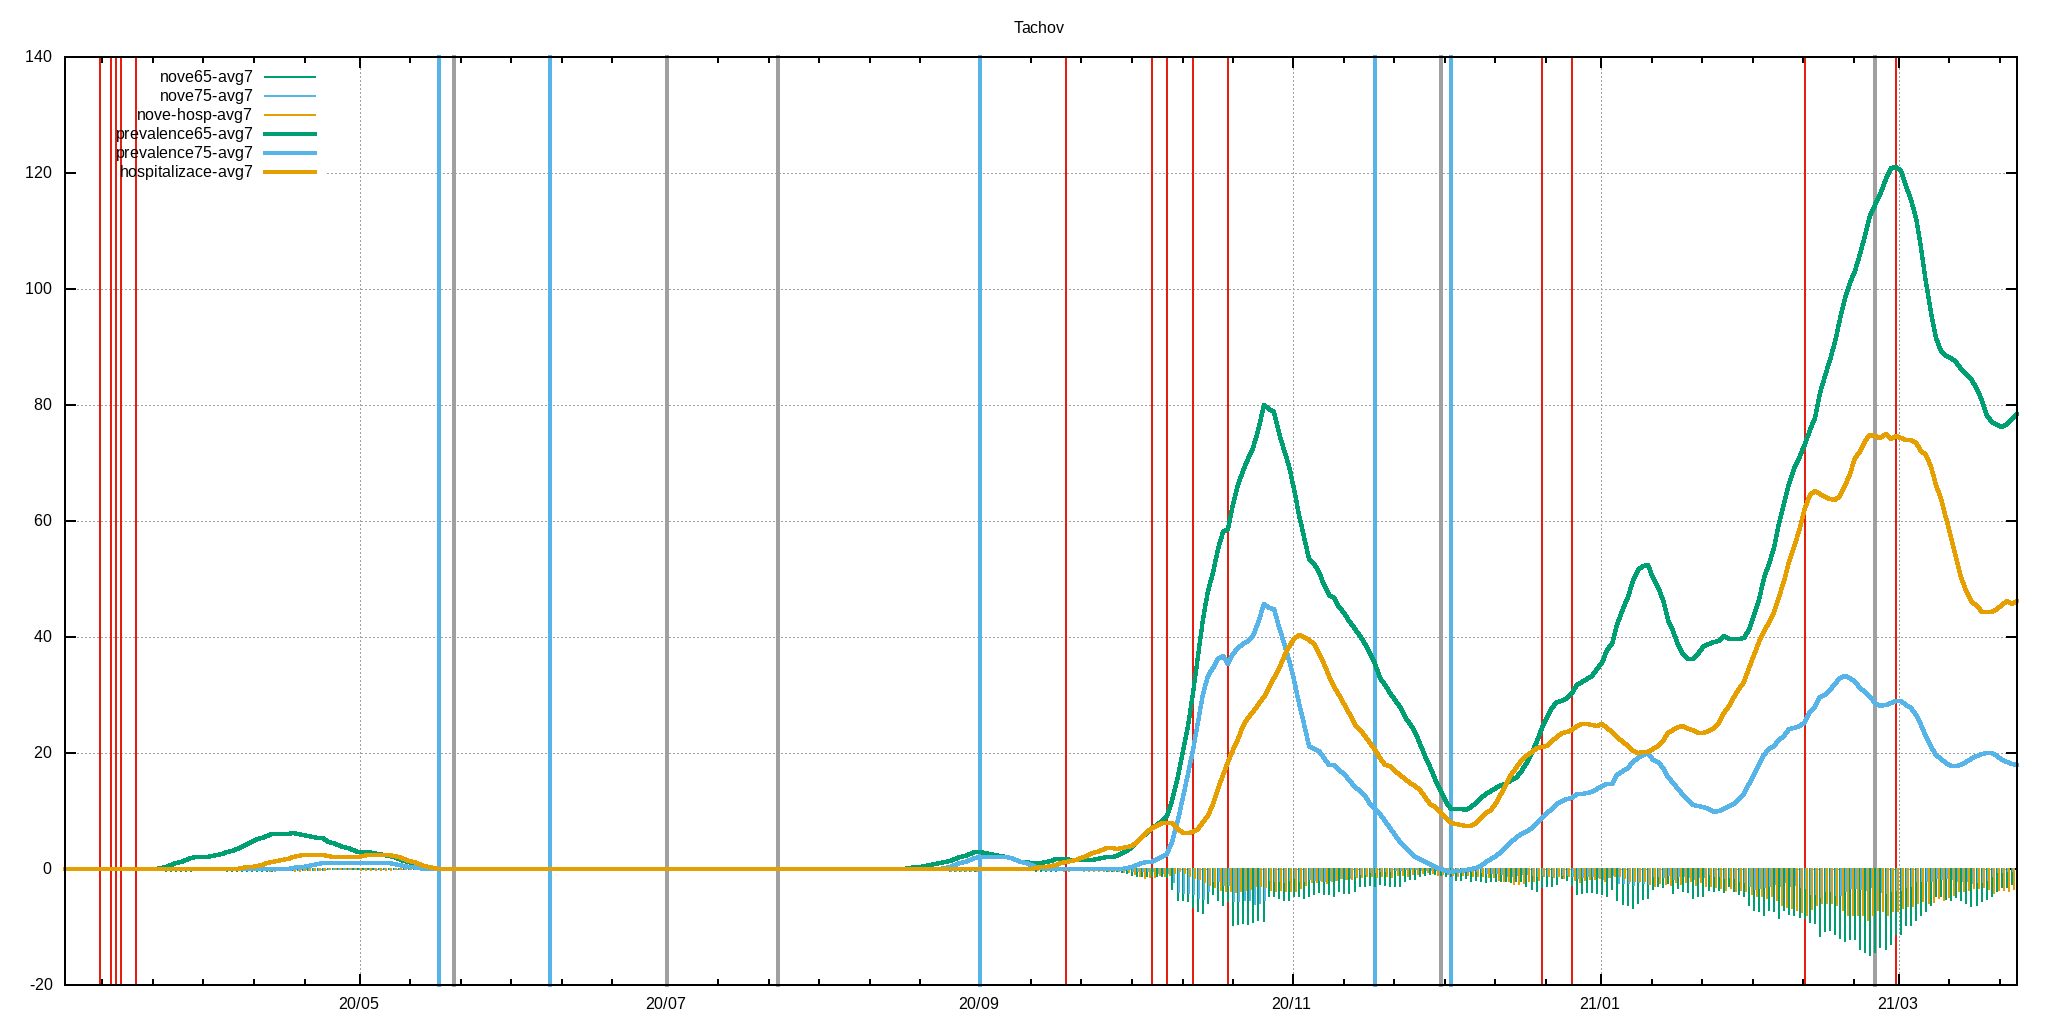 Tachov
140
nove65-avg7
nove75-avg7
nove-hosp-avg7
prevalence65-avg7
prevalence75-avg7
hospitalizace-avg7
120
100
80
60
40
20
0
-20
20/05 20/07 20/09 20/11 21/01 21/03